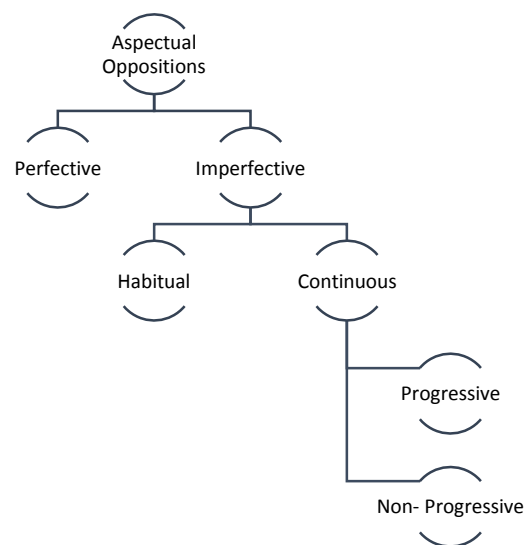 Aspectual
Oppositions
Perfective
Imperfective
Habitual
Continuous
Progressive
Non- Progressive